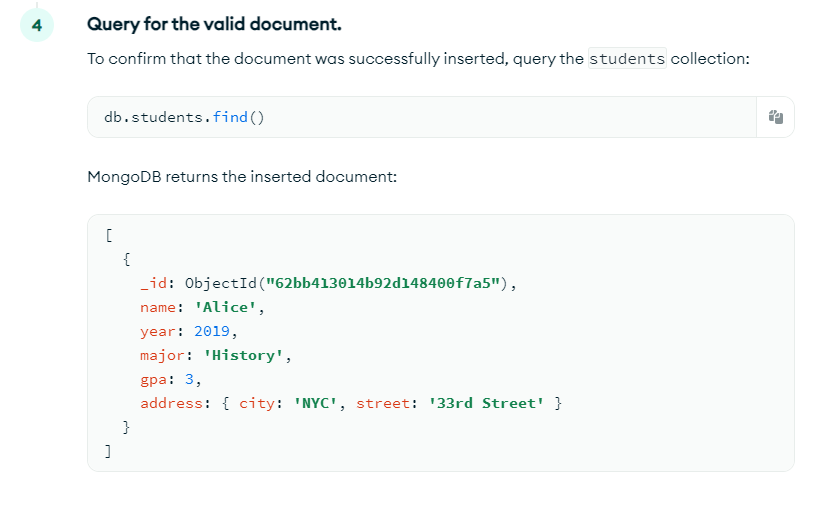 4
Query for the valid document.
To confirm that the document was successfully inserted, query the students collection:
db.students.find()
MongoDB returns the inserted document:
[
  {
    _id: ObjectId("62bb413014b92d148400f7a5"),
    name: 'Alice',
    year: 2019,
    major: 'History',
    gpa: 3,
    address: { city: 'NYC', street: '33rd Street' }
  }
]